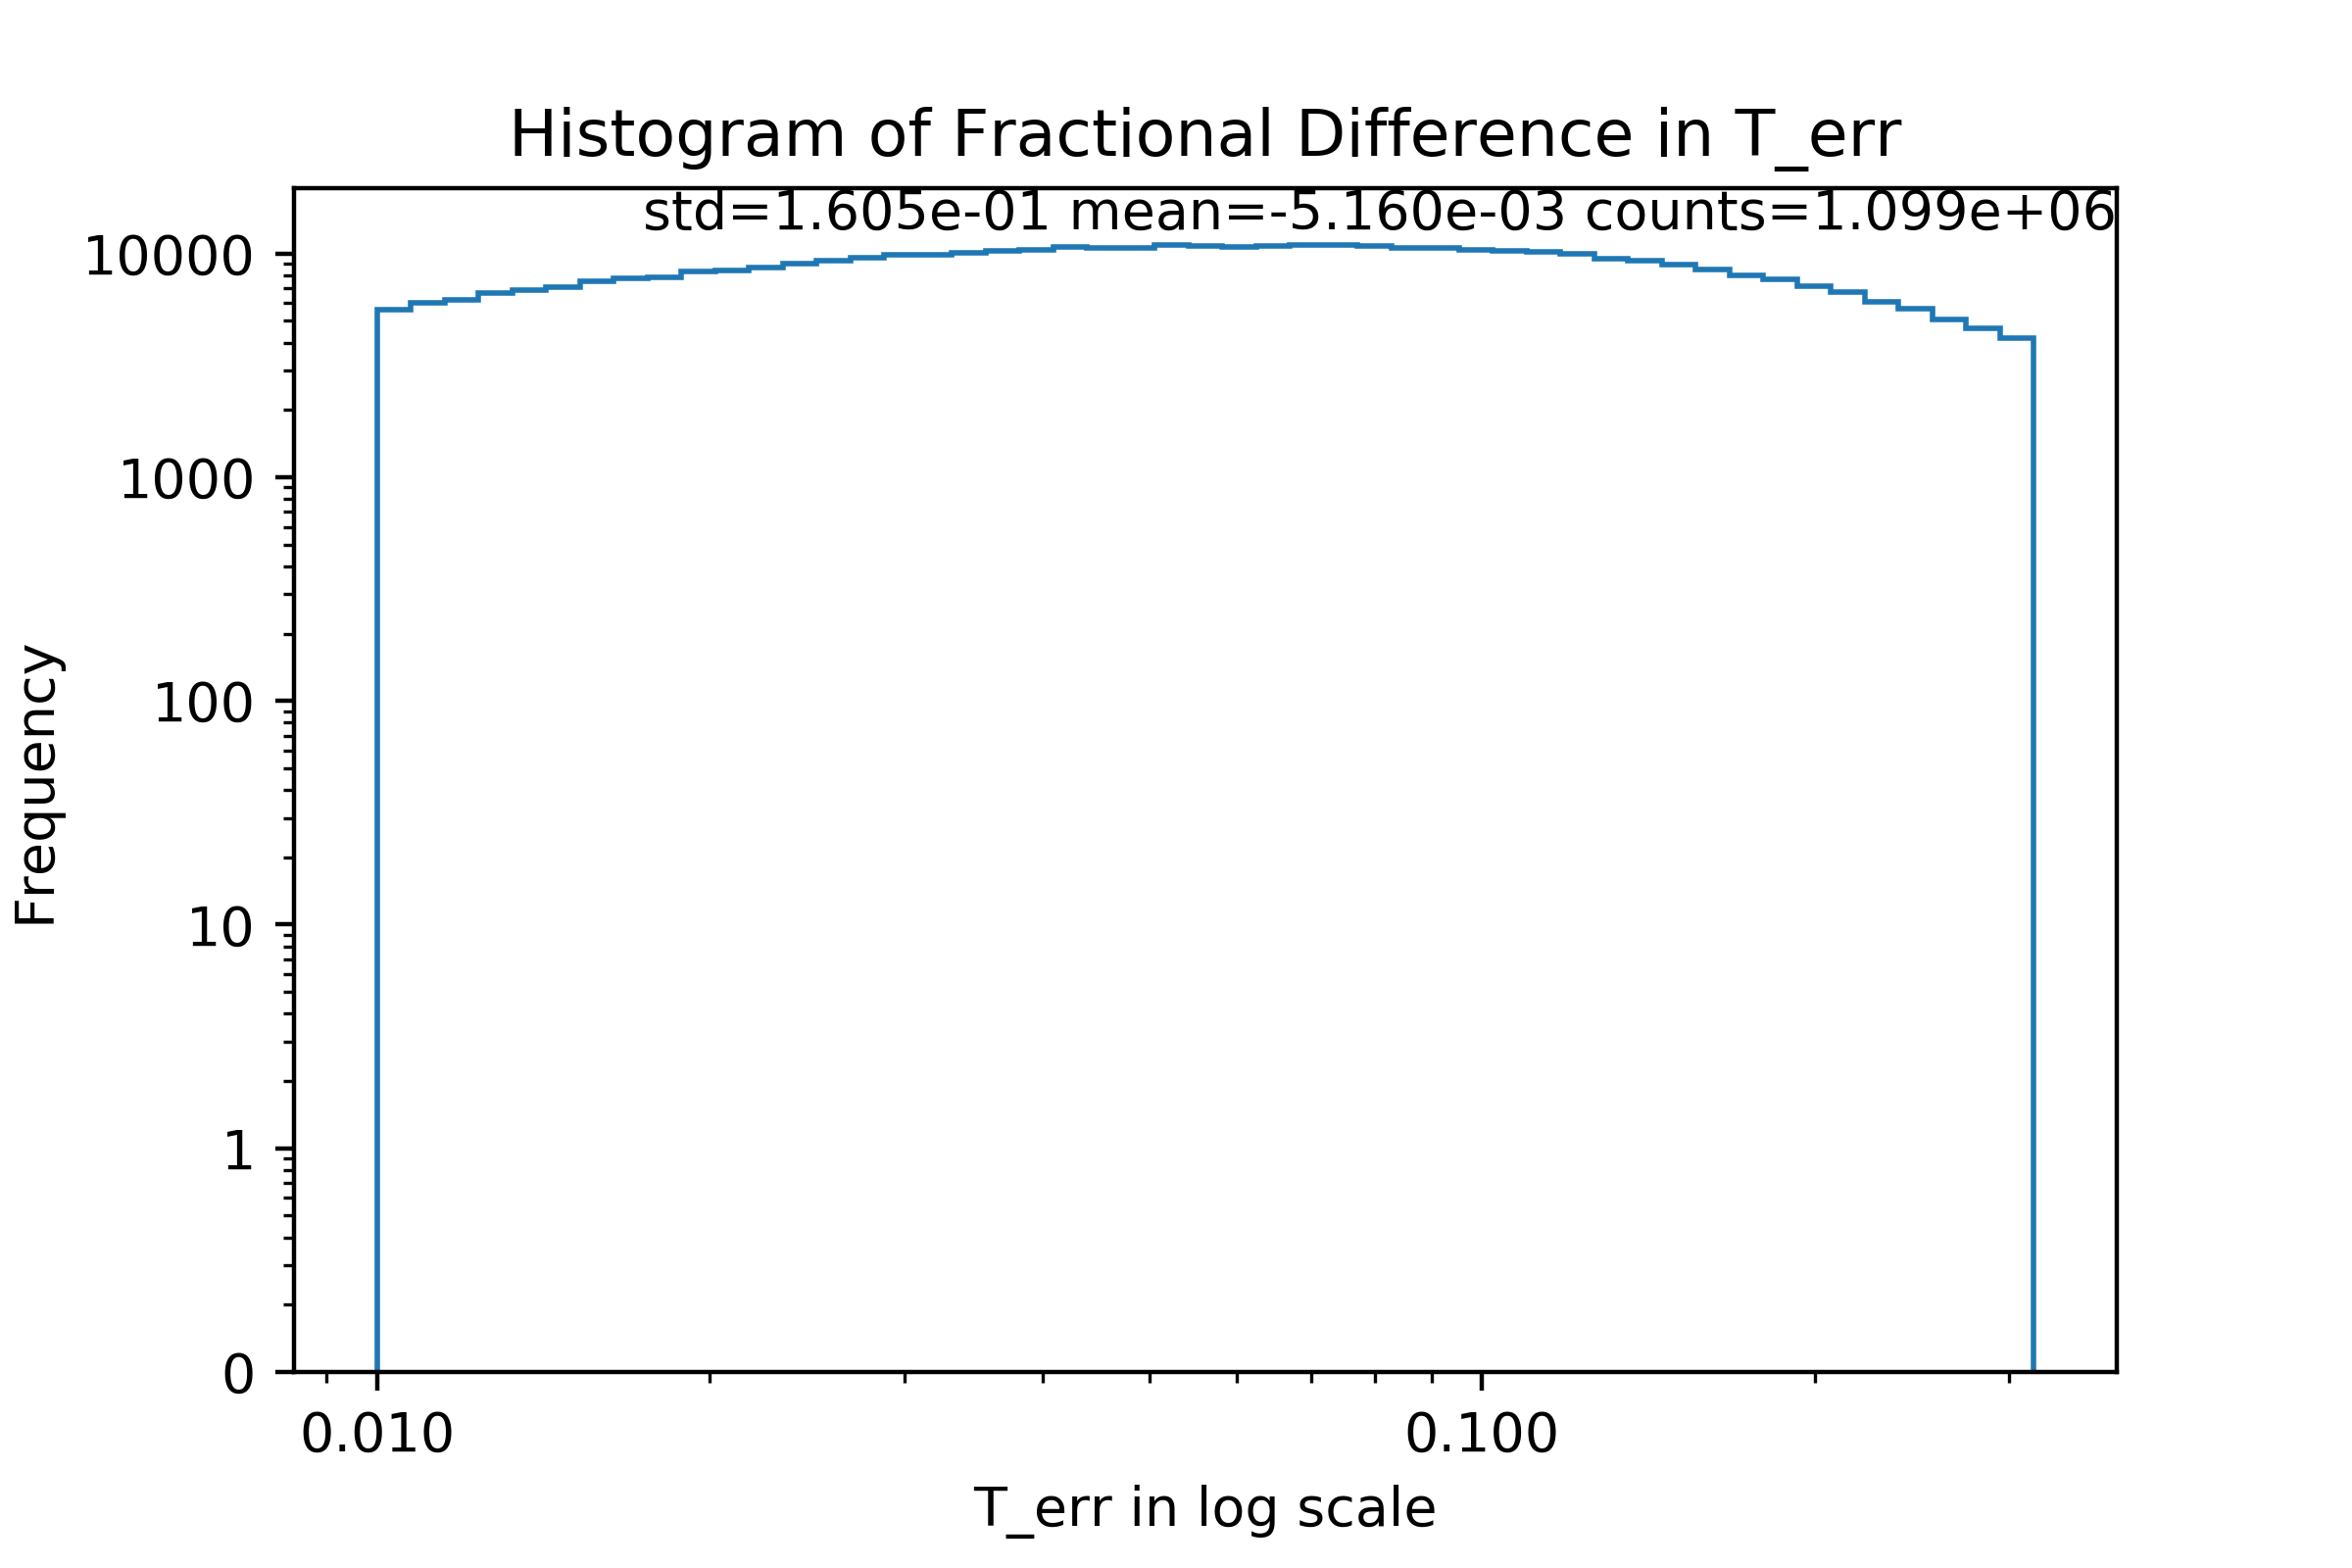 Histogram of Fractional Difference in T_err
std=1.605e-01 mean=-5.160e-03 counts=1.099e+06
10000
1000
100
10
1
0
Frequency
0.010 0.100
T_err in log scale